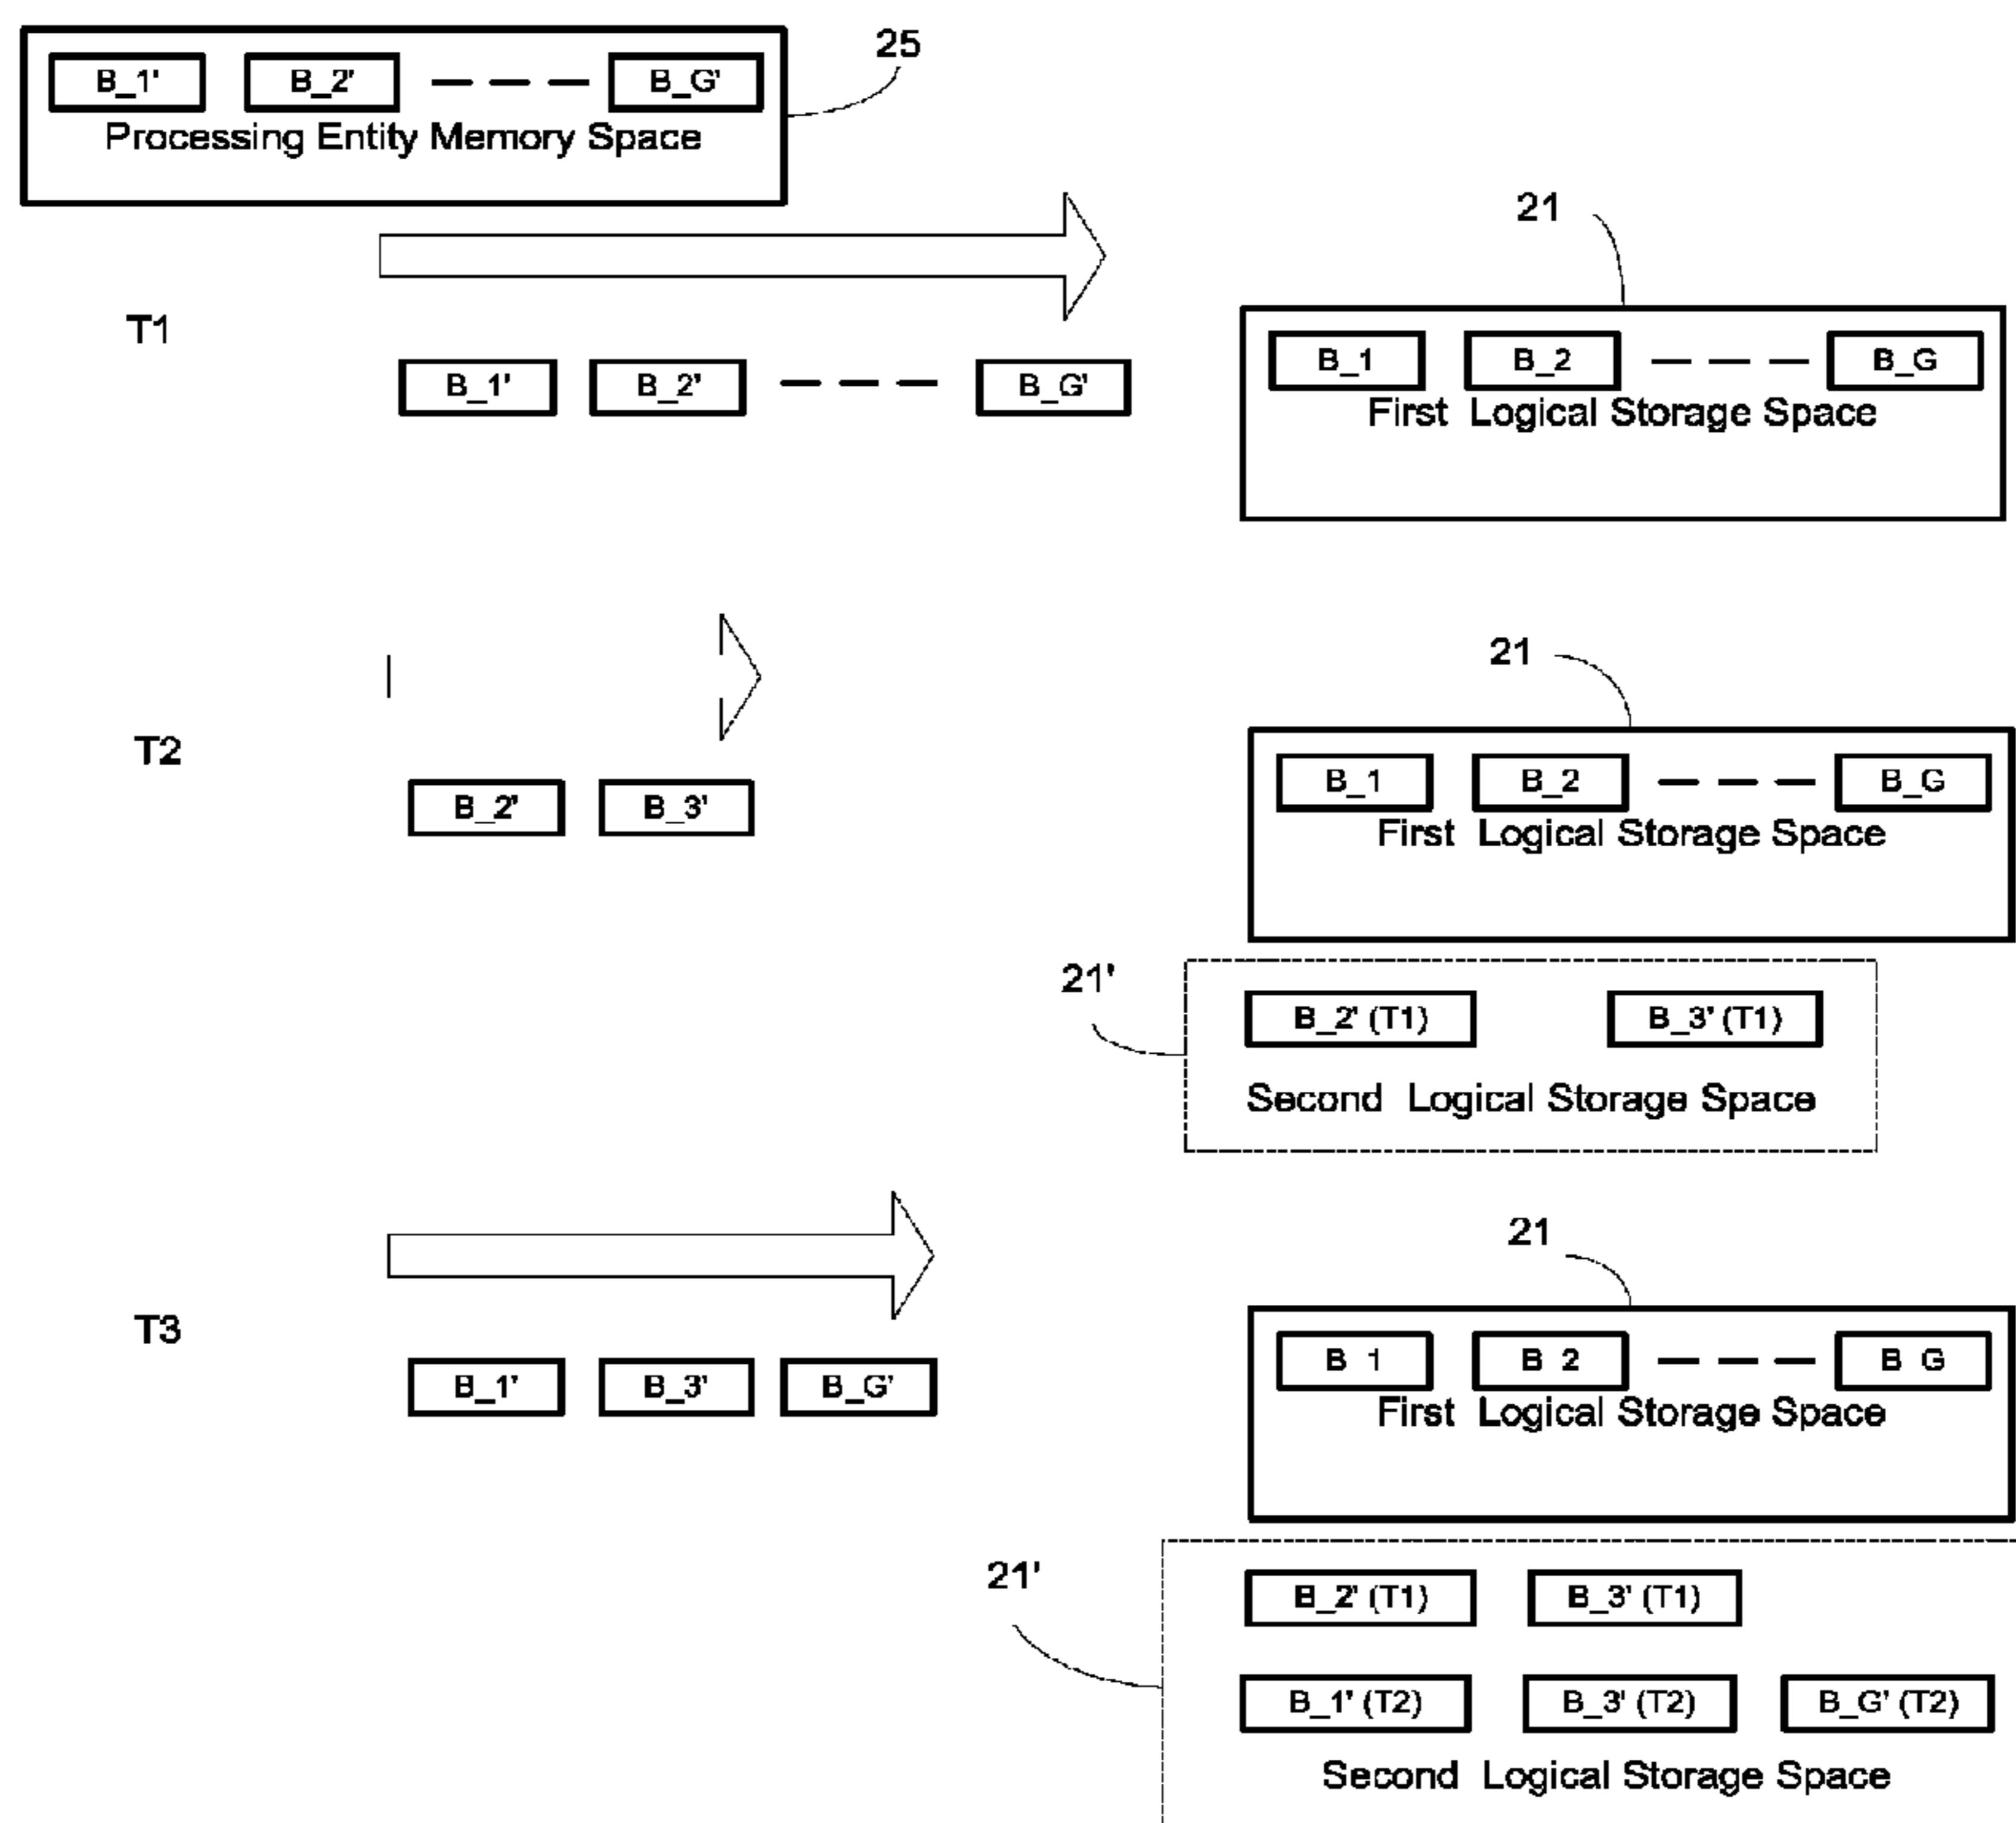 25
B_1' B_2' B_G'
Processing Entity Memory Space
21
T1
B_1 B_2 B_G
B_1' B_2' B_G'
First Logical Storage Space
21
T2
B_1 B_2 B_G
B_2' B_3'
First Logical Storage Space
21'
B_2' (T1) B_3' (T1)
Second Logical Storage Space
21
T3
B 1 B 2 B G
B_1' B_3' B_G'
First Logical Storage Space
21'
B_2' (T1) B_3' (T1)
B_1' (T2) B_3' (T2) B_G' (T2)
Second Logical Storage Space